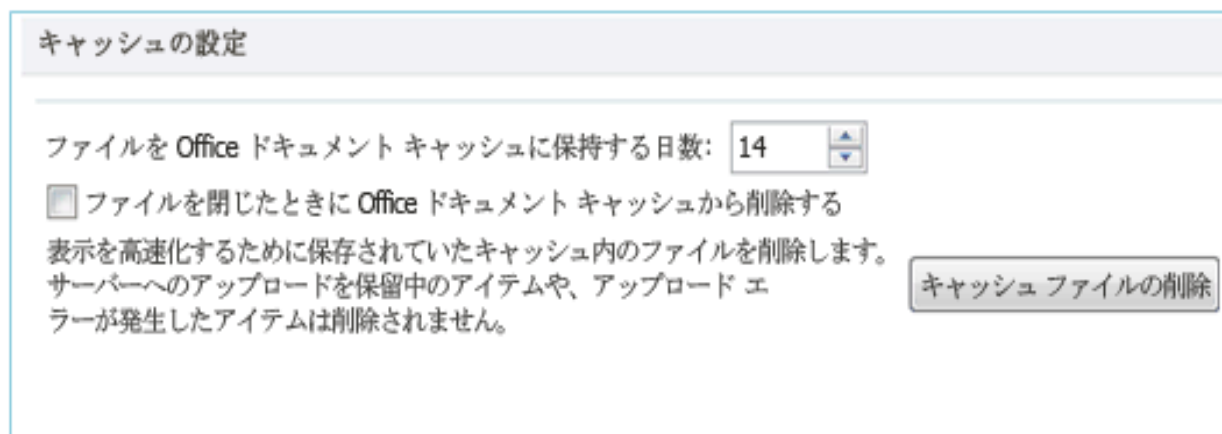 キャッシュの設定
ファイルを Office ドキュメント キャッシュに保持する日数: 14
ファイルを閉じたときに Office ドキュメント キャッシュから削除する
表示を高速化するために保存されていたキャッシュ内のファイルを削除します。
サーバーへのアップロードを保留中のアイテムや、アップロード エ
ラーが発生したアイテムは削除されません。
キャッシュ ファイルの削除